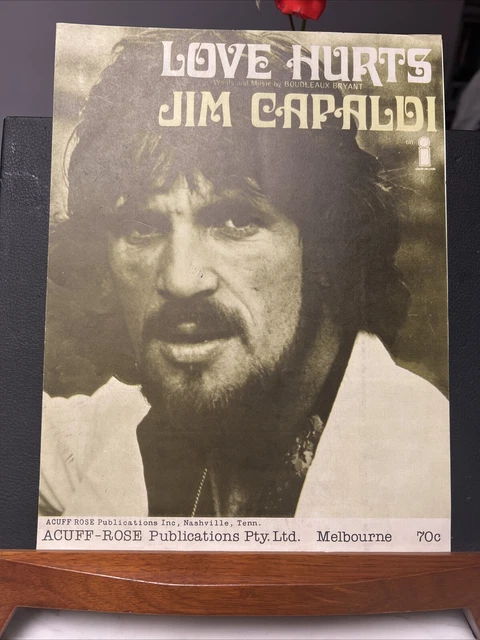 LOVE HURTS
Words and Music by BOUDLEAUX BRYANT
JIM CAPALDI
on
ACUFF ROSE Publications Inc, Nashville, Tenn.
ACUFF-ROSE Publications Pty. Ltd. Melbourne 70c